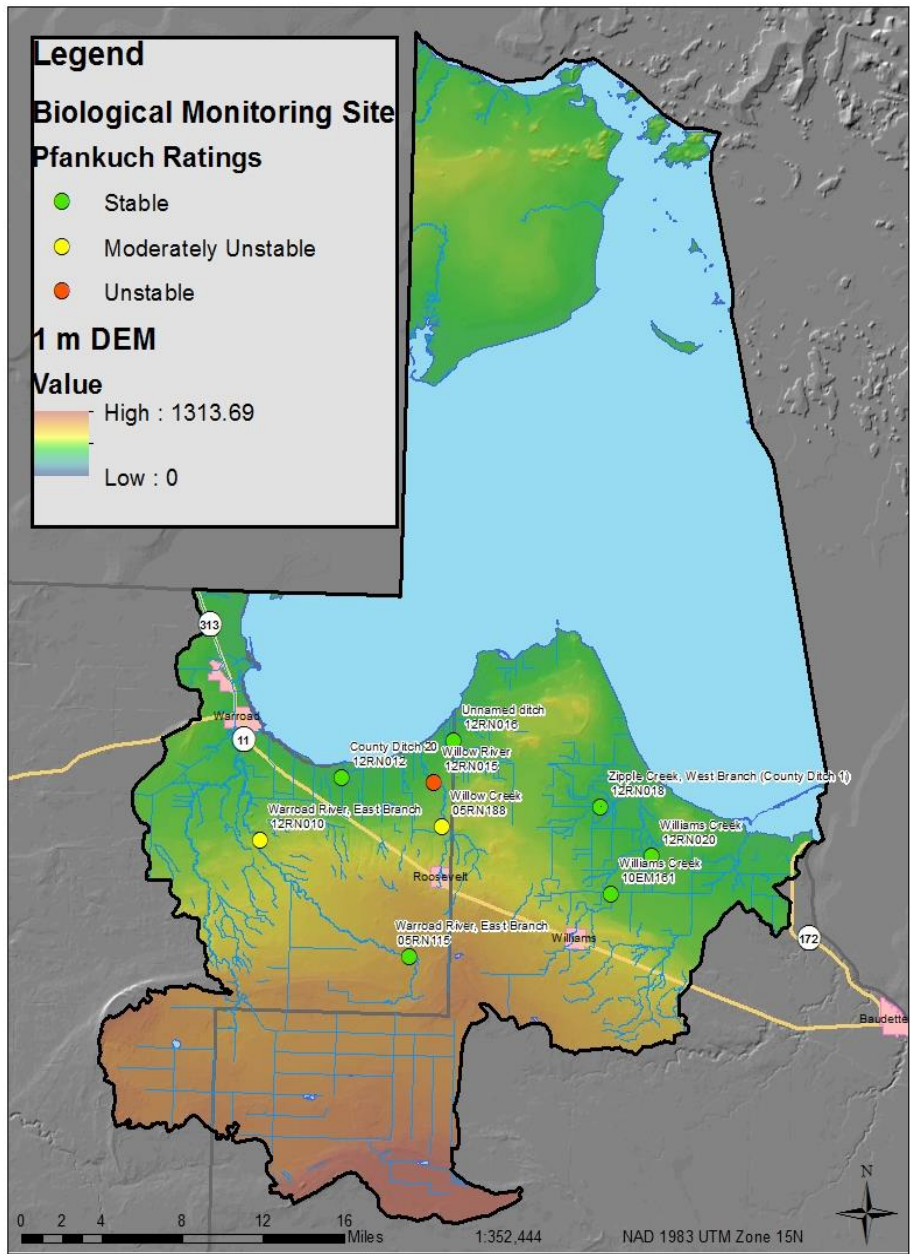 Legend
Biological Monitoring Site
Pfankuch Ratings
Stable
Moderately Unstable
Unstable
1 m DEM
Value
High : 1313.69
Low : 0
313
Warroad
11
Unnamed ditch
12RN016
County Ditch 20
12RN012
Willow River
12RN015
Zipple Creek, West Branch (County Ditch 1)
12RN018
Warroad River, East Branch
12RN010
Willow Creek
05RN188
Williams Creek
12RN020
Williams Creek
10EM161
Roosevelt
Warroad River, East Branch
05RN115
Williams
172
Baudette
N
0 2 4 8 12 16
Miles
1:352,444
NAD 1983 UTM Zone 15N